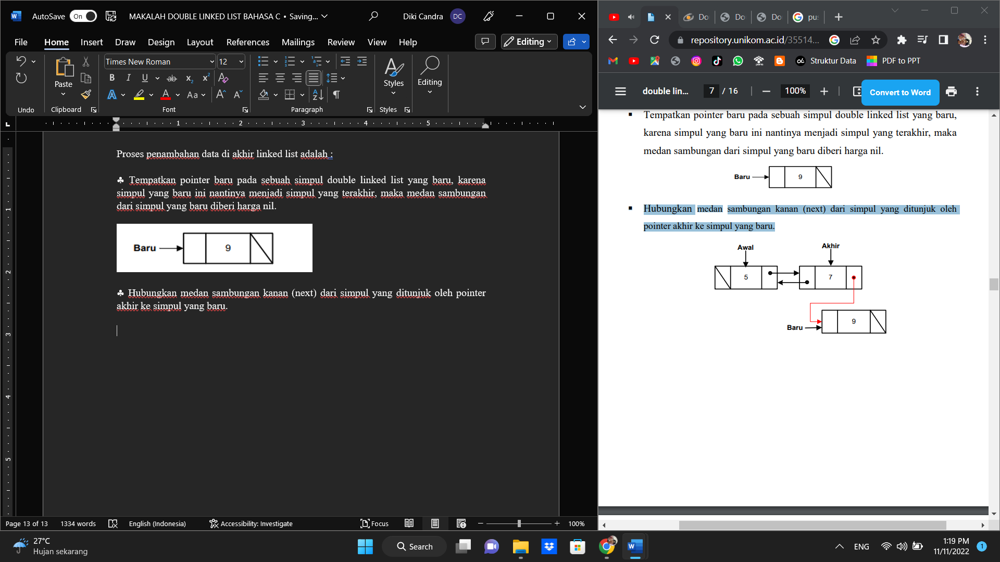 AutoSave On MAKALAH DOUBLE LINKED LIST BAHASA C • Saving... Diki Candra DC
File Home Insert Draw Design Layout References Mailings Review View Help Editing
Times New Roman 12
Paste Styles Editing
Undo Clipboard Font Paragraph Styles
1 2 3 4 5
Proses penambahan data di akhir linked list adalah :
♣ Tempatkan pointer baru pada sebuah simpul double linked list yang baru, karena
simpul yang baru ini nantinya menjadi simpul yang terakhir, maka medan sambungan
dari simpul yang baru diberi harga nil.
Baru 9
♣ Hubungkan medan sambungan kanan (next) dari simpul yang ditunjuk oleh pointer
akhir ke simpul yang baru.
1
2
3
4
5
Page 13 of 13 1334 words English (Indonesia) Accessibility: Investigate Focus 100%
Do Do Do pu
repository.unikom.ac.id/35514...
Struktur Data PDF to PPT
double lin... 7 / 16 100% Convert to Word
Tempatkan pointer baru pada sebuah simpul double linked list yang baru,
karena simpul yang baru ini nantinya menjadi simpul yang terakhir, maka
medan sambungan dari simpul yang baru diberi harga nil.
Baru 9
Hubungkan medan sambungan kanan (next) dari simpul yang ditunjuk oleh
pointer akhir ke simpul yang baru.
Awal Akhir
5 7
Baru 9
27°C
Hujan sekarang
Search
ENG
1:19 PM
11/11/2022
1